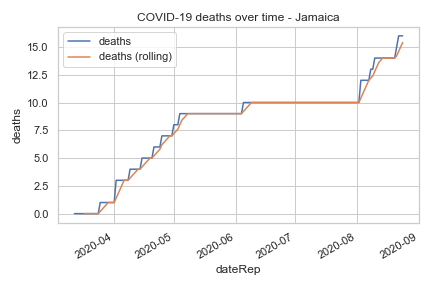 COVID-19 deaths over time - Jamaica
deaths
deaths (rolling)
15.0
12.5
10.0
7.5
5.0
2.5
0.0
deaths
2020-04
2020-05
2020-06
2020-07
2020-08
2020-09
dateRep